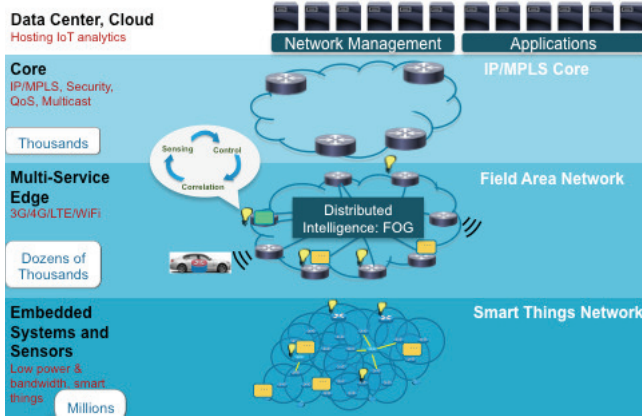 Data Center, Cloud
Hosting IoT analytics
Network Management
Applications
Core
IP/MPLS, Security,
QoS, Multicast
IP/MPLS Core
Thousands
Sensing
Control
Correlation
Multi-Service
Edge
3G/4G/LTE/WiFi
Field Area Network
Distributed
Intelligence: FOG
Dozens of
Thousands
Embedded
Systems and
Sensors
Low power &
bandwidth, smart
things
Smart Things Network
Millions